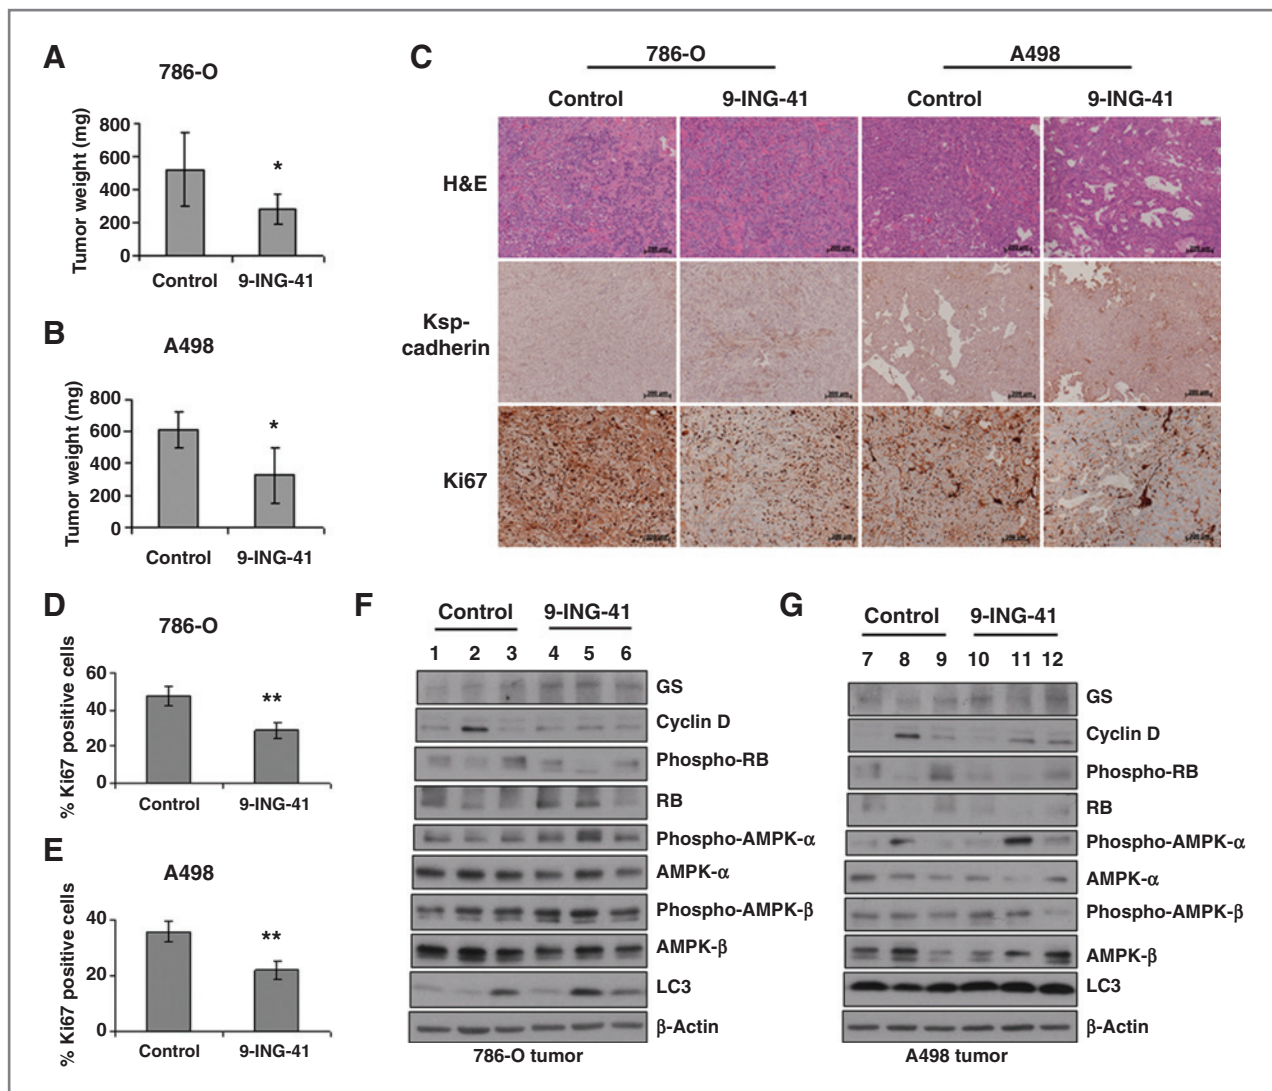 A
786-O
Tumor weight (mg)
800
600
400
200
0
*
Control 9-ING-41
B
A498
Tumor weight (mg)
800
600
400
200
0
*
Control 9-ING-41
C
786-O A498
Control 9-ING-41 Control 9-ING-41
H&E
Ksp-
cadherin
Ki67
D
786-O
% Ki67 positive cells
60
40
20
0
**
Control 9-ING-41
E
A498
% Ki67 positive cells
40
20
0
**
Control 9-ING-41
F
Control 9-ING-41
1 2 3 4 5 6
GS
Cyclin D
Phospho-RB
RB
Phospho-AMPK-α
AMPK-α
Phospho-AMPK-β
AMPK-β
LC3
β-Actin
786-O tumor
G
Control 9-ING-41
7 8 9 10 11 12
GS
Cyclin D
Phospho-RB
RB
Phospho-AMPK-α
AMPK-α
Phospho-AMPK-β
AMPK-β
LC3
β-Actin
A498 tumor